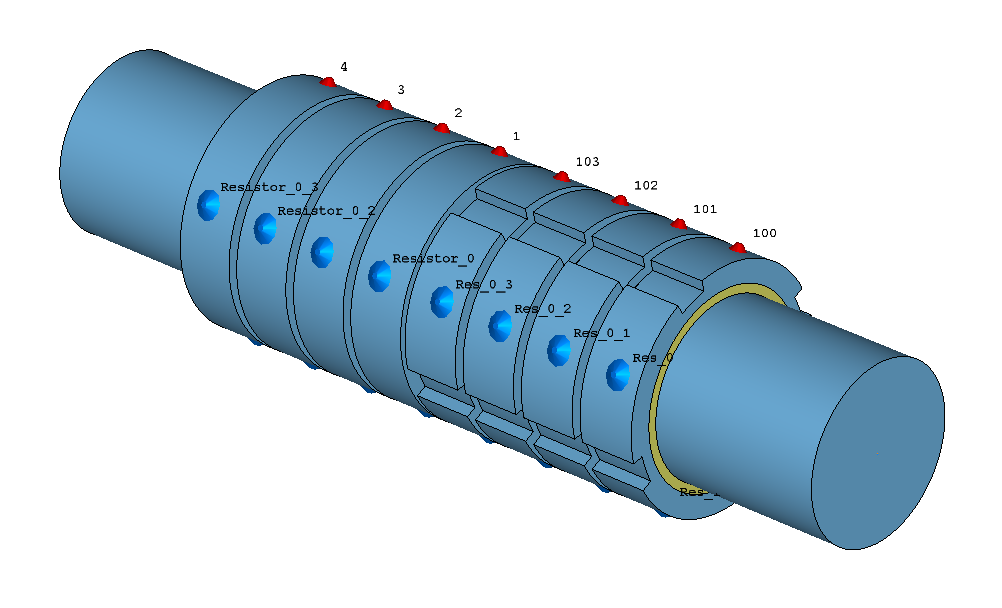 4
3
2
1
103
102
101
100
Resistor_0_3
Resistor_0_2
Resistor_0
Res_0_3
Res_0_2
Res_0_1
Res_0